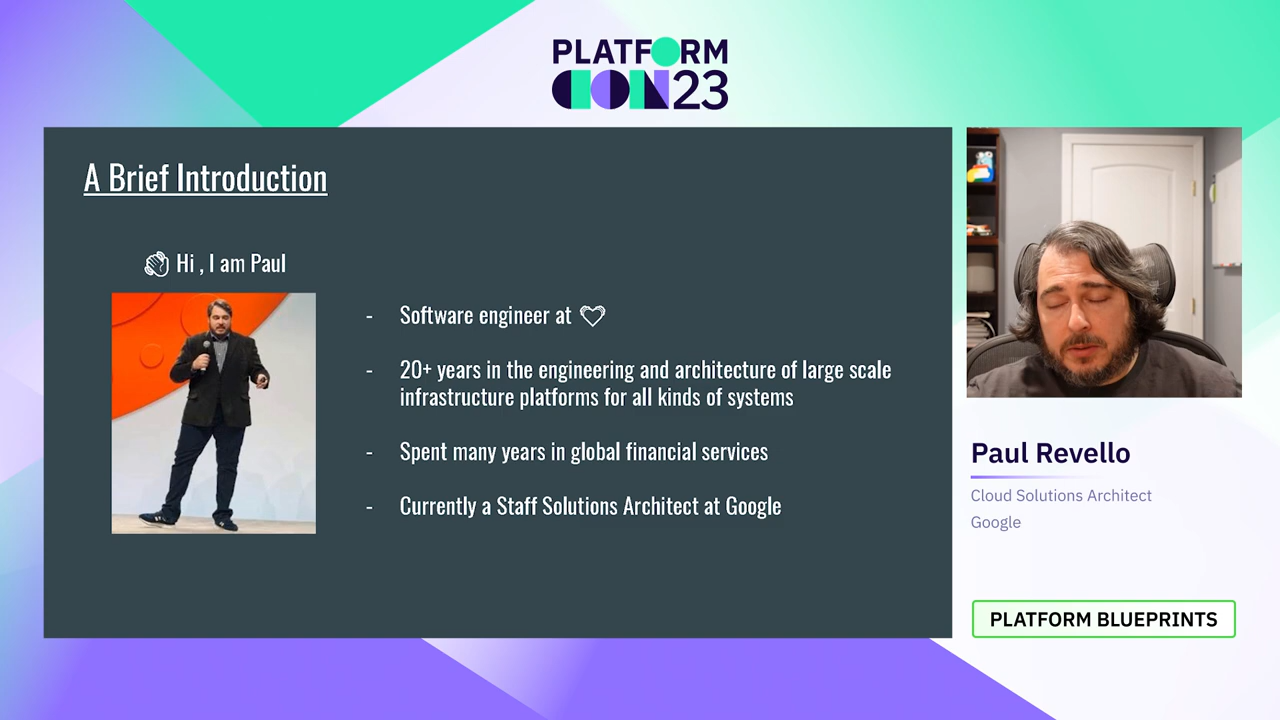 PLATFORM
CON23
A Brief Introduction
👏 Hi , I am Paul
- Software engineer at ♡
- 20+ years in the engineering and architecture of large scale
infrastructure platforms for all kinds of systems
- Spent many years in global financial services
- Currently a Staff Solutions Architect at Google
Paul Revello
Cloud Solutions Architect
Google
PLATFORM BLUEPRINTS